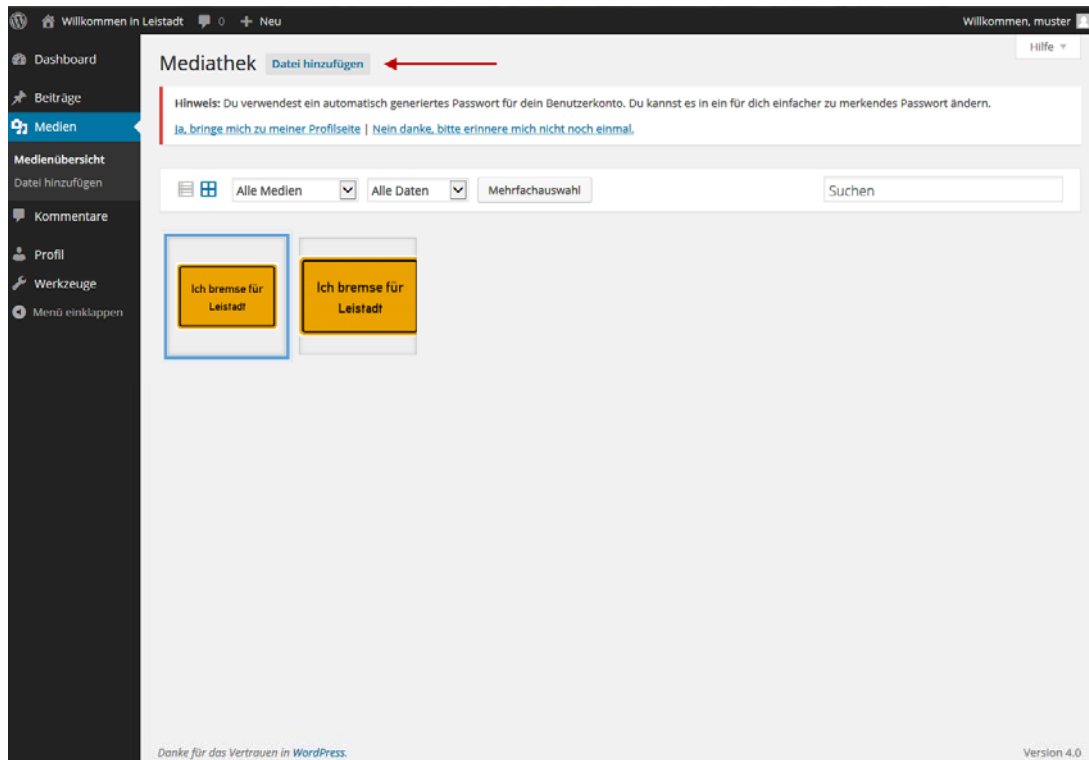 Willkommen in Leistadt 0 + Neu Willkommen, muster
Hilfe
Dashboard
Beiträge
Medien
Medienübersicht
Datei hinzufügen
Kommentare
Profil
Werkzeuge
Menü einklappen
Mediathek Datei hinzufügen
Hinweis: Du verwendest ein automatisch generiertes Passwort für dein Benutzerkonto. Du kannst es in ein für dich einfacher zu merkendes Passwort ändern.
Ja, bringe mich zu meiner Profilseite | Nein danke, bitte erinnere mich nicht noch einmal.
Alle Medien Alle Daten Mehrfachauswahl Suchen
Ich bremse für
Leistadt
Ich bremse für
Leistadt
Danke für das Vertrauen in WordPress. Version 4.0